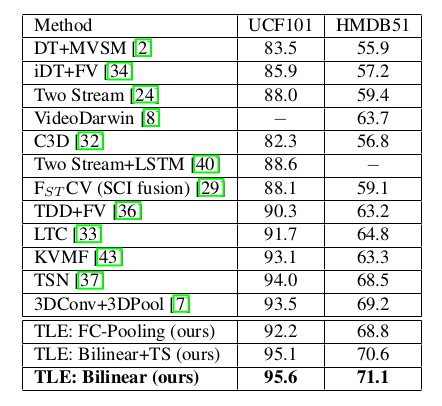 Method UCF101 HMDB51
DT+MVSM [2 83.5 55.9
iDT+FV [34] 85.9 57.2
Two Stream [24] 88.0 59.4
VideoDarwin [8 − 63.7
C3D [32] 82.3 56.8
Two Stream+LSTM [40] 88.6 −
F_STCV (SCI fusion) [29] 88.1 59.1
TDD+FV [36] 90.3 63.2
LTC [33] 91.7 64.8
KVMF [43] 93.1 63.3
TSN [37] 94.0 68.5
3DConv+3DPool [7 93.5 69.2
TLE: FC-Pooling (ours) 92.2 68.8
TLE: Bilinear+TS (ours) 95.1 70.6
TLE: Bilinear (ours) 95.6 71.1